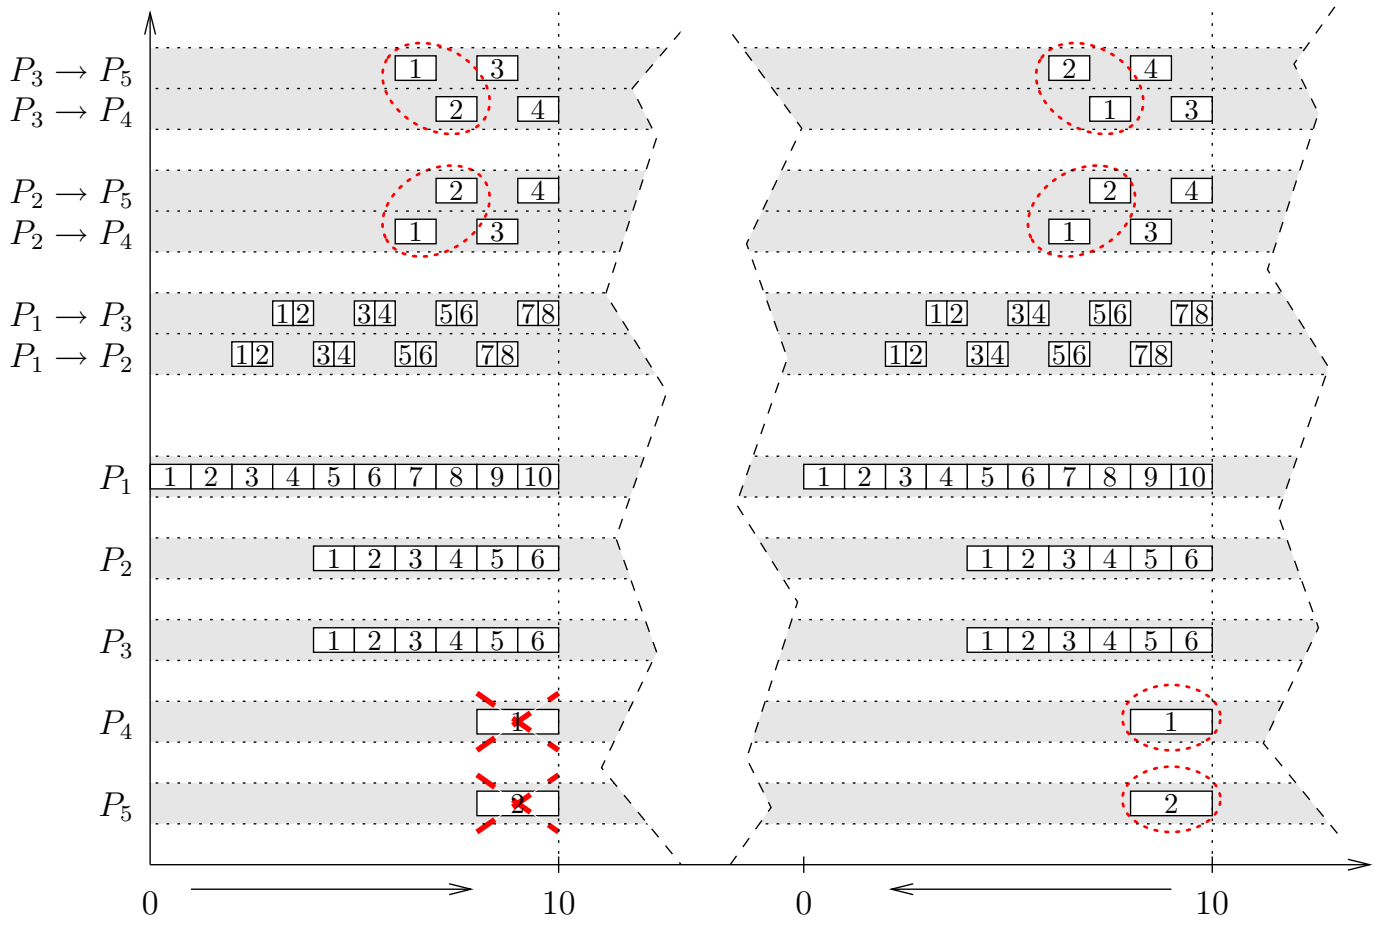 P3 → P5 1 3 2 4
P3 → P4 2 4 1 3
P2 → P5 2 4 2 4
P2 → P4 1 3 1 3
P1 → P3 1 2 3 4 5 6 7 8 1 2 3 4 5 6 7 8
P1 → P2 1 2 3 4 5 6 7 8 1 2 3 4 5 6 7 8
P1 1 2 3 4 5 6 7 8 9 10 1 2 3 4 5 6 7 8 9 10
P2 1 2 3 4 5 6 1 2 3 4 5 6
P3 1 2 3 4 5 6 1 2 3 4 5 6
P4 1 1
P5 2 2
0 10 0 10